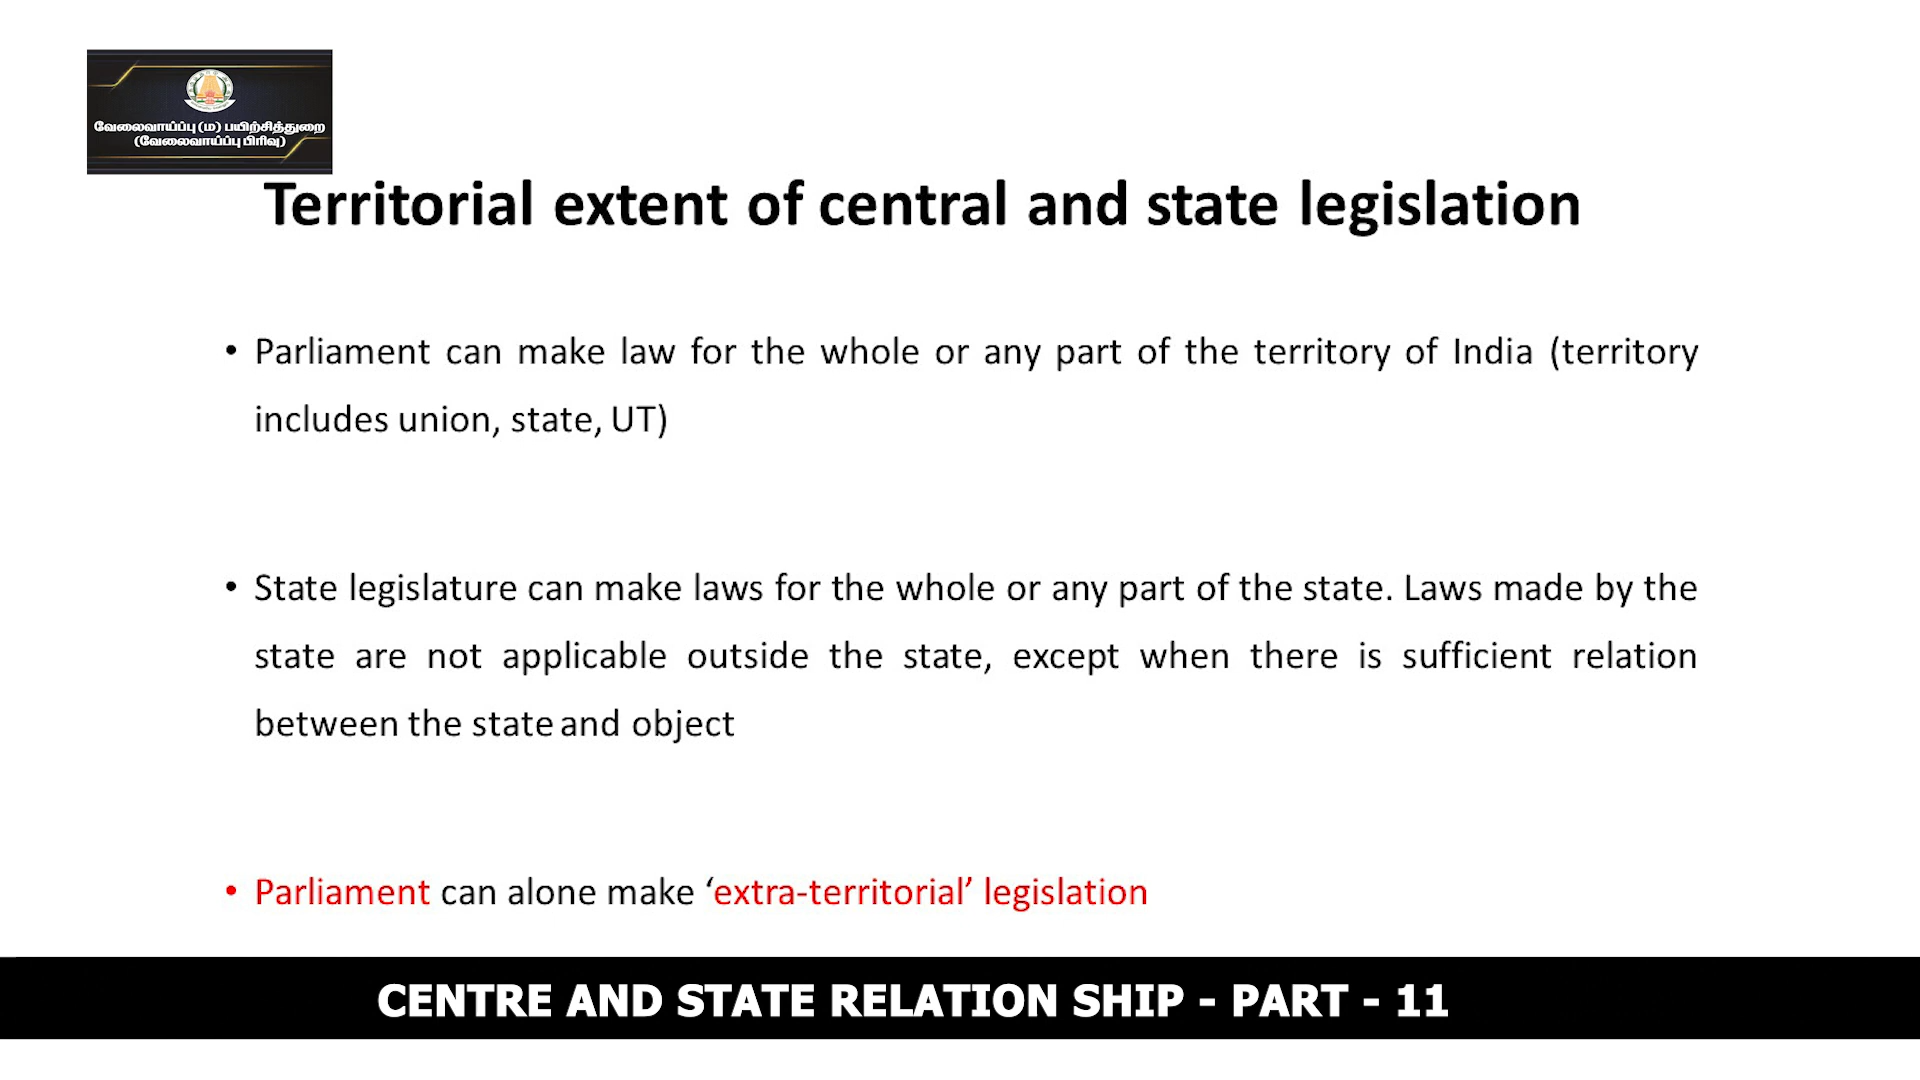 வேலைவாய்ப்பு (ம) பயிற்சித்துறை
(வேலைவாய்ப்பு பிரிவு)
Territorial extent of central and state legislation
• Parliament can make law for the whole or any part of the territory of India (territory
includes union, state, UT)
• State legislature can make laws for the whole or any part of the state. Laws made by the
state are not applicable outside the state, except when there is sufficient relation
between the state and object
• Parliament can alone make ‘extra-territorial’ legislation
CENTRE AND STATE RELATION SHIP - PART - 11